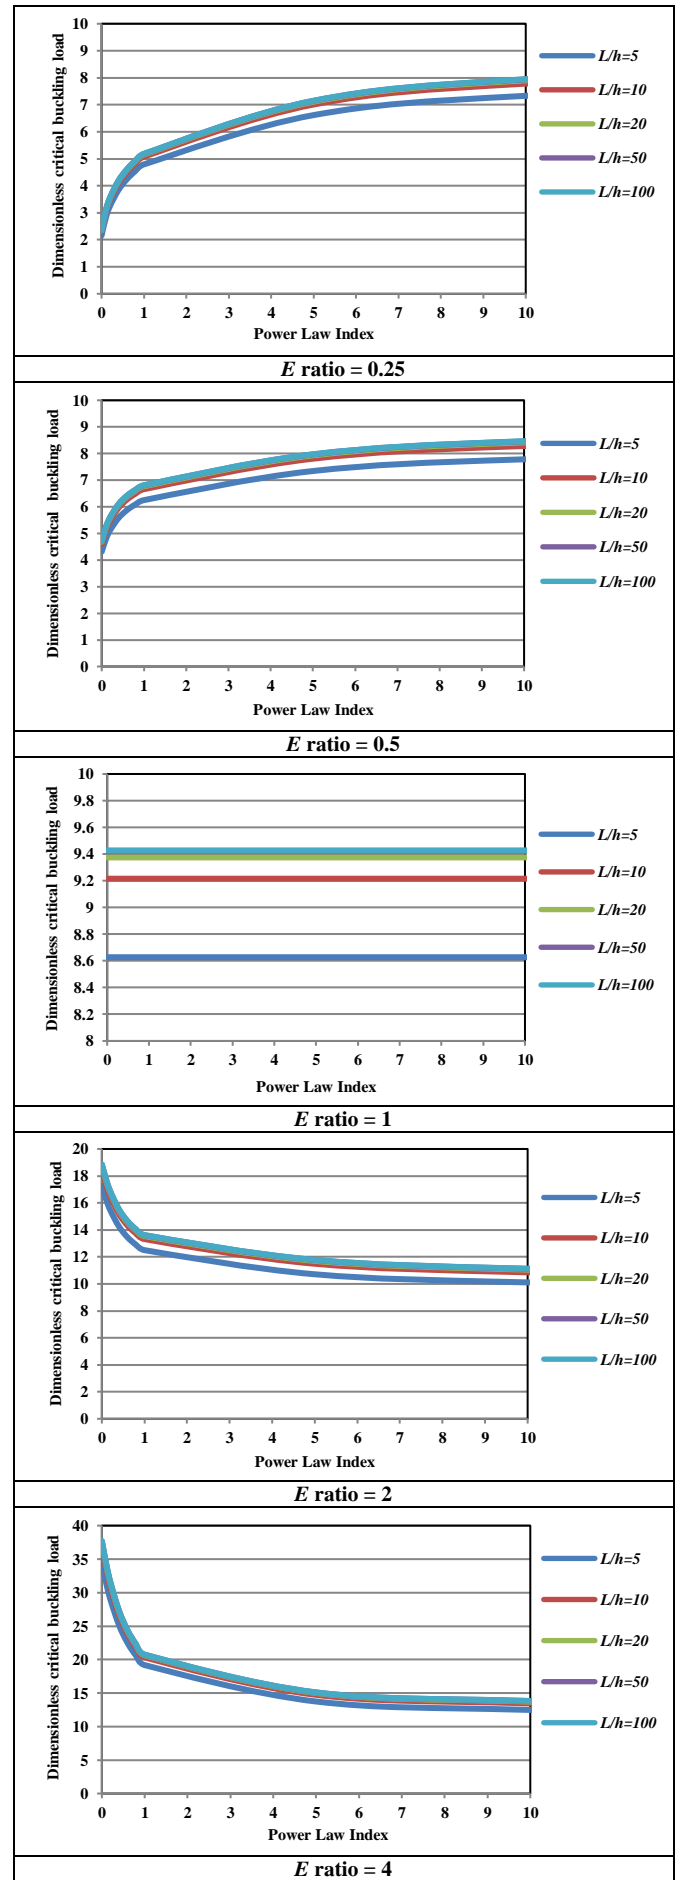 Dimensionless critical buckling load
10
9
8
7
6
5
4
3
2
1
0
0 1 2 3 4 5 6 7 8 9 10
Power Law Index
L/h=5
L/h=10
L/h=20
L/h=50
L/h=100
E ratio = 0.25
Dimensionless critical buckling load
10
9
8
7
6
5
4
3
2
1
0
0 1 2 3 4 5 6 7 8 9 10
Power Law Index
L/h=5
L/h=10
L/h=20
L/h=50
L/h=100
E ratio = 0.5
Dimensionless critical buckling load
10
9.8
9.6
9.4
9.2
9
8.8
8.6
8.4
8.2
8
0 1 2 3 4 5 6 7 8 9 10
Power Law Index
L/h=5
L/h=10
L/h=20
L/h=50
L/h=100
E ratio = 1
Dimensionless critical buckling load
20
18
16
14
12
10
8
6
4
2
0
0 1 2 3 4 5 6 7 8 9 10
Power Law Index
L/h=5
L/h=10
L/h=20
L/h=50
L/h=100
E ratio = 2
Dimensionless critical buckling load
40
35
30
25
20
15
10
5
0
0 1 2 3 4 5 6 7 8 9 10
Power Law Index
L/h=5
L/h=10
L/h=20
L/h=50
L/h=100
E ratio = 4